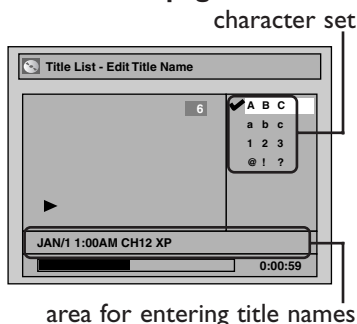 character set
Title List - Edit Title Name
6
A B C
a b c
1 2 3
@ ! ?
JAN/1 1:00AM CH12 XP
0:00:59
area for entering title names